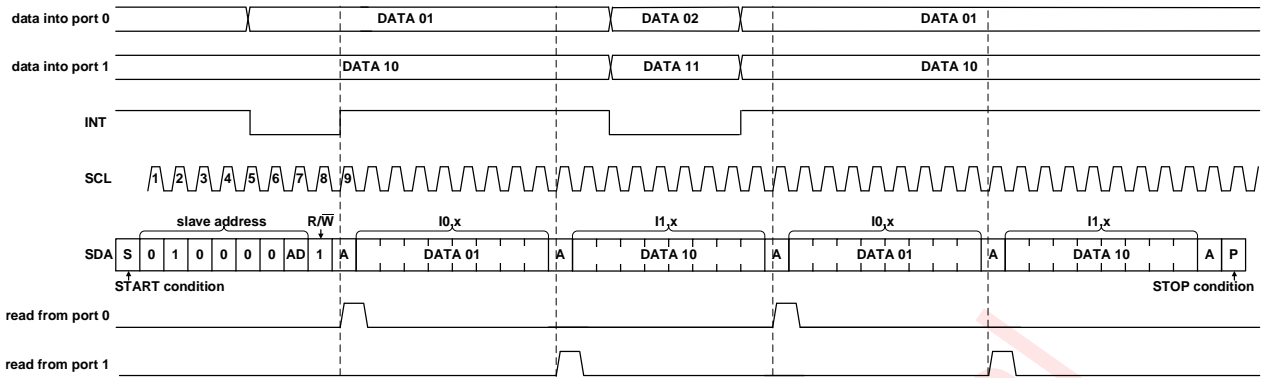 data into port 0 DATA 01 DATA 02 DATA 01
data into port 1 DATA 10 DATA 11 DATA 10
INT
SCL 1 2 3 4 5 6 7 8 9
slave address R/W̅ I0,x I1,x I0,x I1,x
SDA S 0 1 0 0 0 0 AD 1 A DATA 01 A DATA 10 A DATA 01 A DATA 10 A P
START condition STOP condition
read from port 0
read from port 1